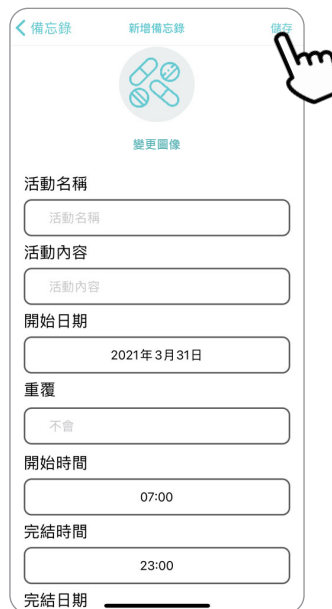 備忘錄 新增備忘錄 儲存
變更圖像
活動名稱
活動名稱
活動內容
活動內容
開始日期
2021年3月31日
重覆
不會
開始時間
07:00
完結時間
23:00
完結日期